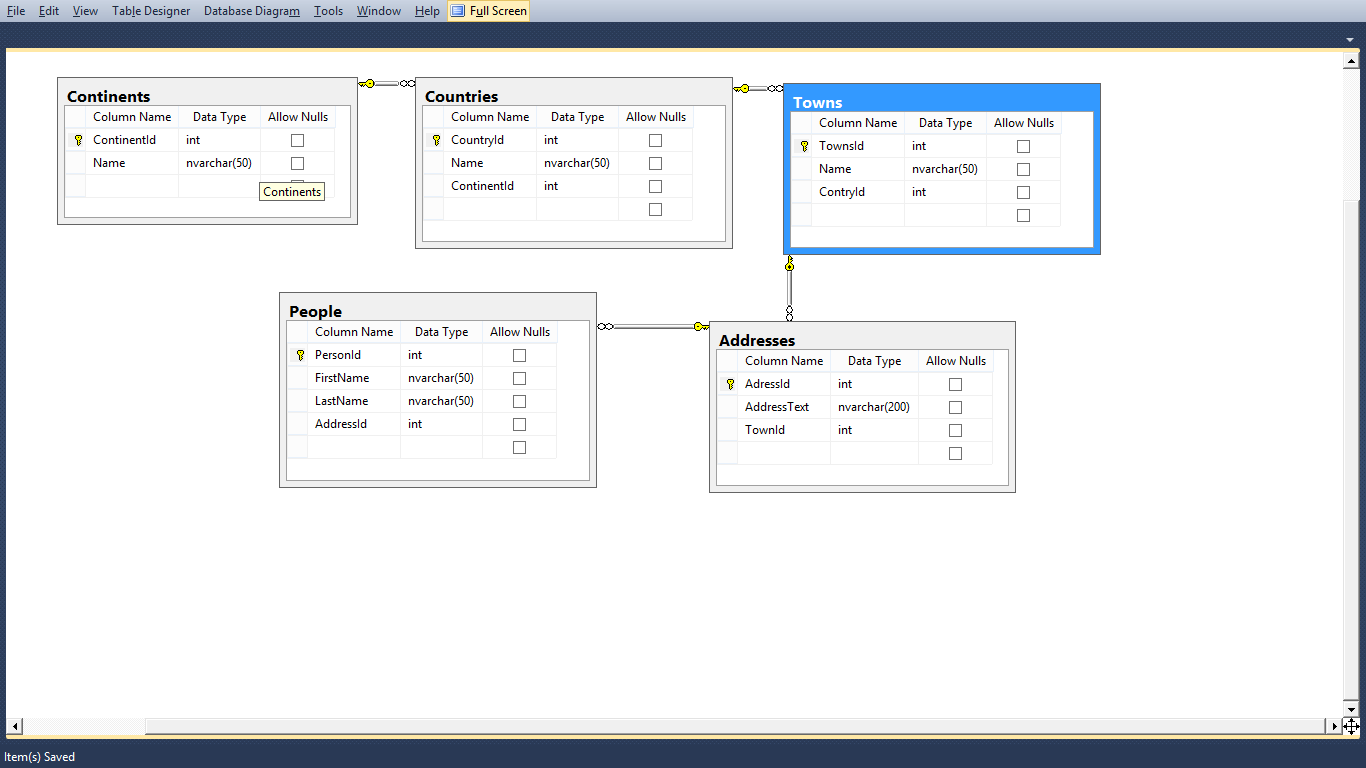 File Edit View Table Designer Database Diagram Tools Window Help Full Screen
Continents
Column Name Data Type Allow Nulls
ContinentId int
Name nvarchar(50)
Continents
Countries
Column Name Data Type Allow Nulls
CountryId int
Name nvarchar(50)
ContinentId int
Towns
Column Name Data Type Allow Nulls
TownsId int
Name nvarchar(50)
ContryId int
People
Column Name Data Type Allow Nulls
PersonId int
FirstName nvarchar(50)
LastName nvarchar(50)
AddressId int
Addresses
Column Name Data Type Allow Nulls
AdressId int
AddressText nvarchar(200)
TownId int
Item(s) Saved